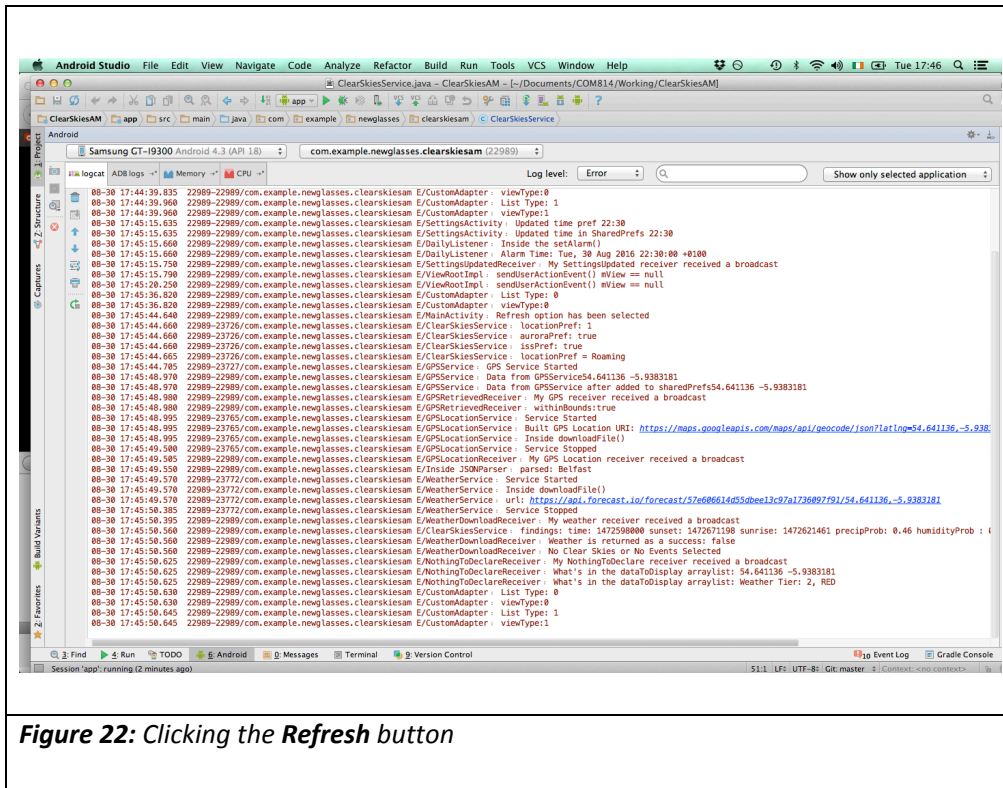 Android Studio File Edit View Navigate Code Analyze Refactor Build Run Tools VCS Window Help Tue 17:46
ClearSkiesService.java - ClearSkiesAM - [~/Documents/COM814/Working/ClearSkiesAM]
app
ClearSkiesAM app src main java com example newglasses clearskiesam ClearSkiesService
Android
Samsung GT-I9300 Android 4.3 (API 18) com.example.newglasses.clearskiesam (22989)
logcat ADB logs Memory CPU Log level: Error Show only selected application
1: Project
7: Structure
Captures
Build Variants
2: Favorites
08-30 17:44:39.835 22989-22989/com.example.newglasses.clearskiesam E/CustomAdapter: viewType:0
08-30 17:44:39.960 22989-22989/com.example.newglasses.clearskiesam E/CustomAdapter: List Type: 1
08-30 17:44:39.960 22989-22989/com.example.newglasses.clearskiesam E/CustomAdapter: viewType:1
08-30 17:45:15.635 22989-22989/com.example.newglasses.clearskiesam E/SettingsActivity: Updated time pref 22:30
08-30 17:45:15.635 22989-22989/com.example.newglasses.clearskiesam E/SettingsActivity: Updated time in SharedPrefs 22:30
08-30 17:45:15.660 22989-22989/com.example.newglasses.clearskiesam E/DailyListener: Inside the setAlarm()
08-30 17:45:15.660 22989-22989/com.example.newglasses.clearskiesam E/DailyListener: Alarm Time: Tue, 30 Aug 2016 22:30:00 +0100
08-30 17:45:15.750 22989-22989/com.example.newglasses.clearskiesam E/SettingsUpdatedReceiver: My SettingsUpdated receiver received a broadcast
08-30 17:45:15.790 22989-22989/com.example.newglasses.clearskiesam E/ViewRootImpl: sendUserActionEvent() mView == null
08-30 17:45:20.250 22989-22989/com.example.newglasses.clearskiesam E/ViewRootImpl: sendUserActionEvent() mView == null
08-30 17:45:36.820 22989-22989/com.example.newglasses.clearskiesam E/CustomAdapter: List Type: 0
08-30 17:45:36.820 22989-22989/com.example.newglasses.clearskiesam E/CustomAdapter: viewType:0
08-30 17:45:44.640 22989-22989/com.example.newglasses.clearskiesam E/MainActivity: Refresh option has been selected
08-30 17:45:44.660 22989-23726/com.example.newglasses.clearskiesam E/ClearSkiesService: locationPref: 1
08-30 17:45:44.660 22989-23726/com.example.newglasses.clearskiesam E/ClearSkiesService: auroraPref: true
08-30 17:45:44.660 22989-23726/com.example.newglasses.clearskiesam E/ClearSkiesService: issPref: true
08-30 17:45:44.665 22989-23726/com.example.newglasses.clearskiesam E/ClearSkiesService: locationPref = Roaming
08-30 17:45:44.705 22989-23727/com.example.newglasses.clearskiesam E/GPSService: GPS Service Started
08-30 17:45:48.970 22989-22989/com.example.newglasses.clearskiesam E/GPSService: Data from GPSService54.641136 -5.9383181
08-30 17:45:48.970 22989-22989/com.example.newglasses.clearskiesam E/GPSService: Data from GPSService after added to sharedPrefs54.641136 -5.9383181
08-30 17:45:48.980 22989-22989/com.example.newglasses.clearskiesam E/GPSRetrievedReceiver: My GPS receiver received a broadcast
08-30 17:45:48.980 22989-22989/com.example.newglasses.clearskiesam E/GPSRetrievedReceiver: withinBounds:true
08-30 17:45:48.995 22989-23765/com.example.newglasses.clearskiesam E/GPSLocationService: Service Started
08-30 17:45:48.995 22989-23765/com.example.newglasses.clearskiesam E/GPSLocationService: Built GPS Location URI: https://maps.googleapis.com/maps/api/geocode/json?latlng=54.641136,-5.9383
08-30 17:45:48.995 22989-23765/com.example.newglasses.clearskiesam E/GPSLocationService: Inside downloadFile()
08-30 17:45:49.500 22989-23765/com.example.newglasses.clearskiesam E/GPSLocationService: Service Stopped
08-30 17:45:49.505 22989-22989/com.example.newglasses.clearskiesam E/GPSLocationReceiver: My GPS Location receiver received a broadcast
08-30 17:45:49.550 22989-22989/com.example.newglasses.clearskiesam E/Inside JSONParser: parsed: Belfast
08-30 17:45:49.570 22989-23772/com.example.newglasses.clearskiesam E/WeatherService: Service Started
08-30 17:45:49.570 22989-23772/com.example.newglasses.clearskiesam E/WeatherService: Inside downloadFile()
08-30 17:45:49.570 22989-23772/com.example.newglasses.clearskiesam E/WeatherService: url: https://api.forecast.io/forecast/57e606614d55dbee13c97a1736097f91/54.641136,-5.9383181
08-30 17:45:50.385 22989-23772/com.example.newglasses.clearskiesam E/WeatherService: Service Stopped
08-30 17:45:50.395 22989-22989/com.example.newglasses.clearskiesam E/WeatherDownloadReceiver: My weather receiver received a broadcast
08-30 17:45:50.560 22989-22989/com.example.newglasses.clearskiesam E/ClearSkiesService: findings: time: 1472598000 sunset: 1472671198 sunrise: 1472621461 precipProb: 0.46 humidityProb :
08-30 17:45:50.560 22989-22989/com.example.newglasses.clearskiesam E/WeatherDownloadReceiver: Weather is returned as a success: false
08-30 17:45:50.560 22989-22989/com.example.newglasses.clearskiesam E/WeatherDownloadReceiver: No Clear Skies or No Events Selected
08-30 17:45:50.625 22989-22989/com.example.newglasses.clearskiesam E/NothingToDeclareReceiver: My NothingToDeclare receiver received a broadcast
08-30 17:45:50.625 22989-22989/com.example.newglasses.clearskiesam E/NothingToDeclareReceiver: What's in the dataToDisplay arraylist: 54.641136 -5.9383181
08-30 17:45:50.625 22989-22989/com.example.newglasses.clearskiesam E/NothingToDeclareReceiver: What's in the dataToDisplay arraylist: Weather Tier: 2, RED
08-30 17:45:50.630 22989-22989/com.example.newglasses.clearskiesam E/CustomAdapter: List Type: 0
08-30 17:45:50.630 22989-22989/com.example.newglasses.clearskiesam E/CustomAdapter: viewType:0
08-30 17:45:50.645 22989-22989/com.example.newglasses.clearskiesam E/CustomAdapter: List Type: 1
08-30 17:45:50.645 22989-22989/com.example.newglasses.clearskiesam E/CustomAdapter: viewType:1
3: Find 4: Run TODO 6: Android 0: Messages Terminal 9: Version Control 10 Event Log Gradle Console
Session 'app': running (2 minutes ago) 51:1 LF UTF-8 Git: master Context: <no context>
Figure 22: Clicking the Refresh button